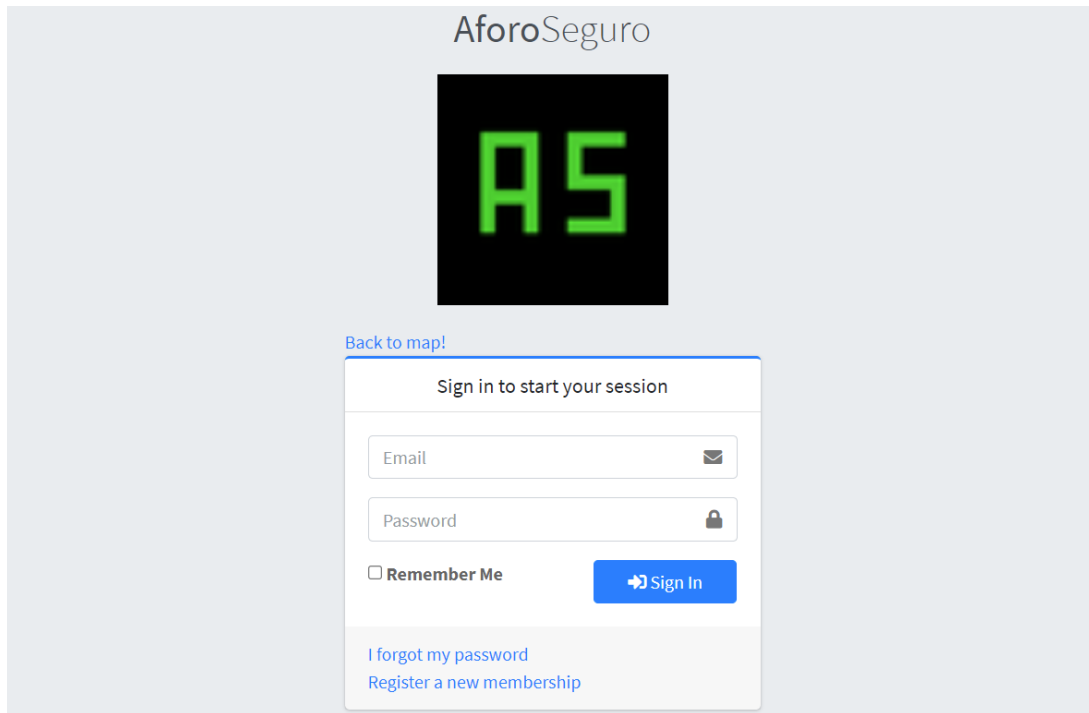 AforoSeguro
AS
Back to map!
Sign in to start your session
Email
Password
Remember Me
Sign In
I forgot my password
Register a new membership